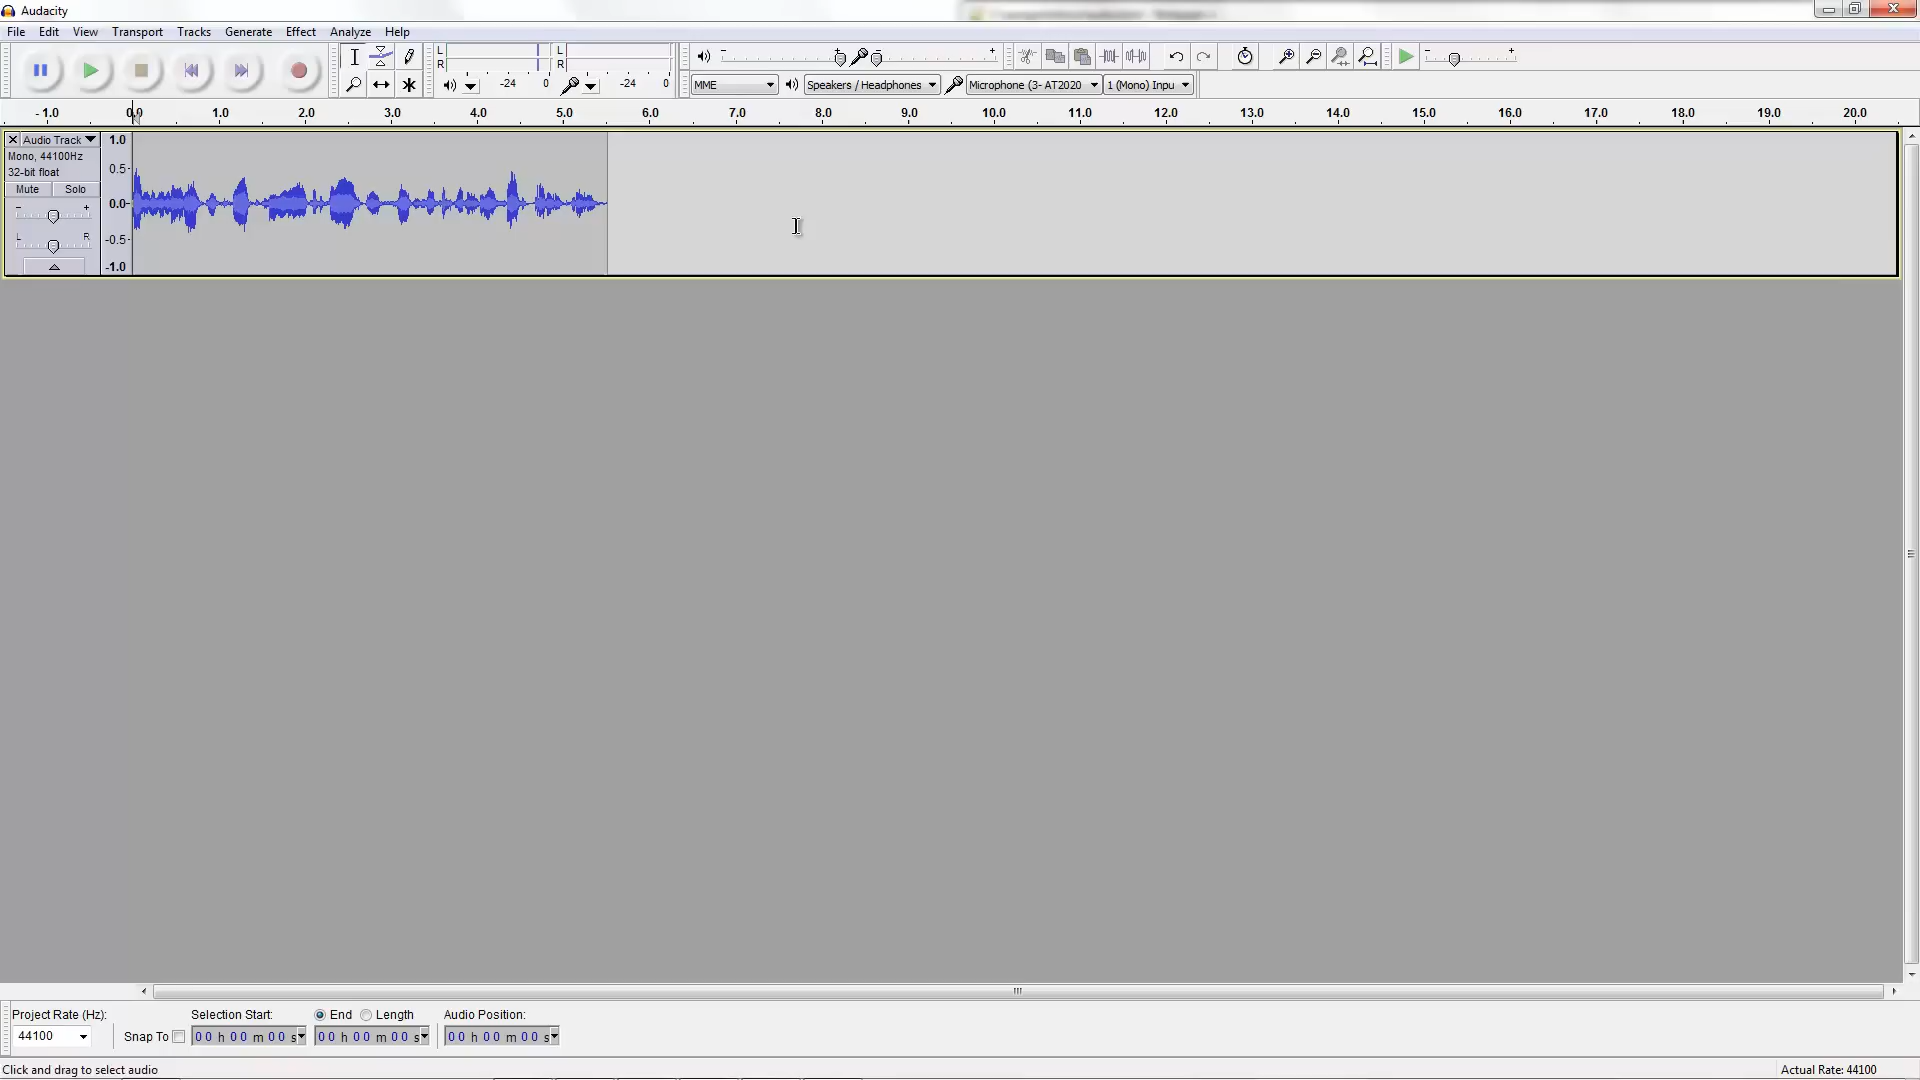 Audacity
File Edit View Transport Tracks Generate Effect Analyze Help
L R L R
-24 0 -24 0
MME Speakers / Headphones Microphone (3- AT2020 1 (Mono) Inpu
- 1.0 0.0 1.0 2.0 3.0 4.0 5.0 6.0 7.0 8.0 9.0 10.0 11.0 12.0 13.0 14.0 15.0 16.0 17.0 18.0 19.0 20.0
Audio Track 1.0
Mono, 44100Hz
32-bit float 0.5
Mute Solo
- + 0.0
L R -0.5
-1.0
Project Rate (Hz): Selection Start: End Length Audio Position:
44100 Snap To 00 h 00 m 00 s 00 h 00 m 00 s 00 h 00 m 00 s
Click and drag to select audio Actual Rate: 44100